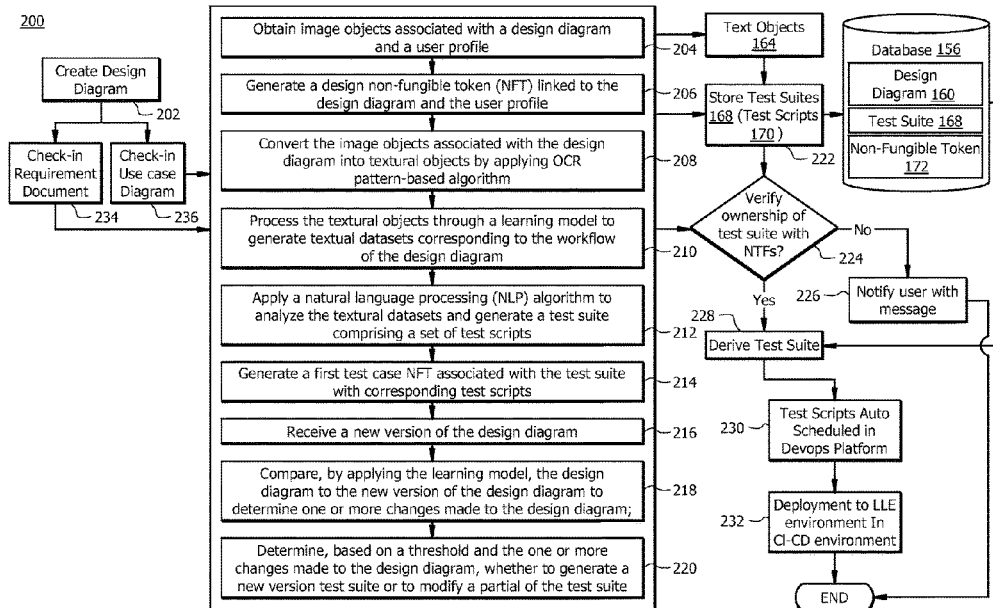 200
Create Design
Diagram
202
Check-in
Requirement
Document
234
Check-in
Use case
Diagram
236
Obtain image objects associated with a design diagram
and a user profile
204
Generate a design non-fungible token (NFT) linked to
the design diagram and the user profile
206
Convert the image objects associated with the design
diagram into textural objects by applying OCR
pattern-based algorithm
208
Process the textural objects through a learning model to
generate textual datasets corresponding to the workflow
of the design diagram
210
Apply a natural language processing (NLP) algorithm to
analyze the textural datasets and generate a test suite
comprising a set of test scripts
212
Generate a first test case NFT associated with the test suite
with corresponding test scripts
214
Receive a new version of the design diagram
216
Compare, by applying the learning model, the design
diagram to the new version of the design diagram to
determine one or more changes made to the design diagram;
218
Determine, based on a threshold and the one or more
changes made to the design diagram, whether to generate a
new version test suite or to modify a partial of the test suite
220
Text Objects
164
Store Test Suites
168 (Test Scripts
170 )
222
Database 156
Design
Diagram 160
Test Suite 168
Non-Fungible Token
172
Verify
ownership of
test suite with
NTFs?
224
No
Yes
226
Notify user with
message
228
Derive Test Suite
230
Test Scripts Auto
Scheduled in
Devops Platform
232
Deployment to LLE
environment In
CI-CD environment
END